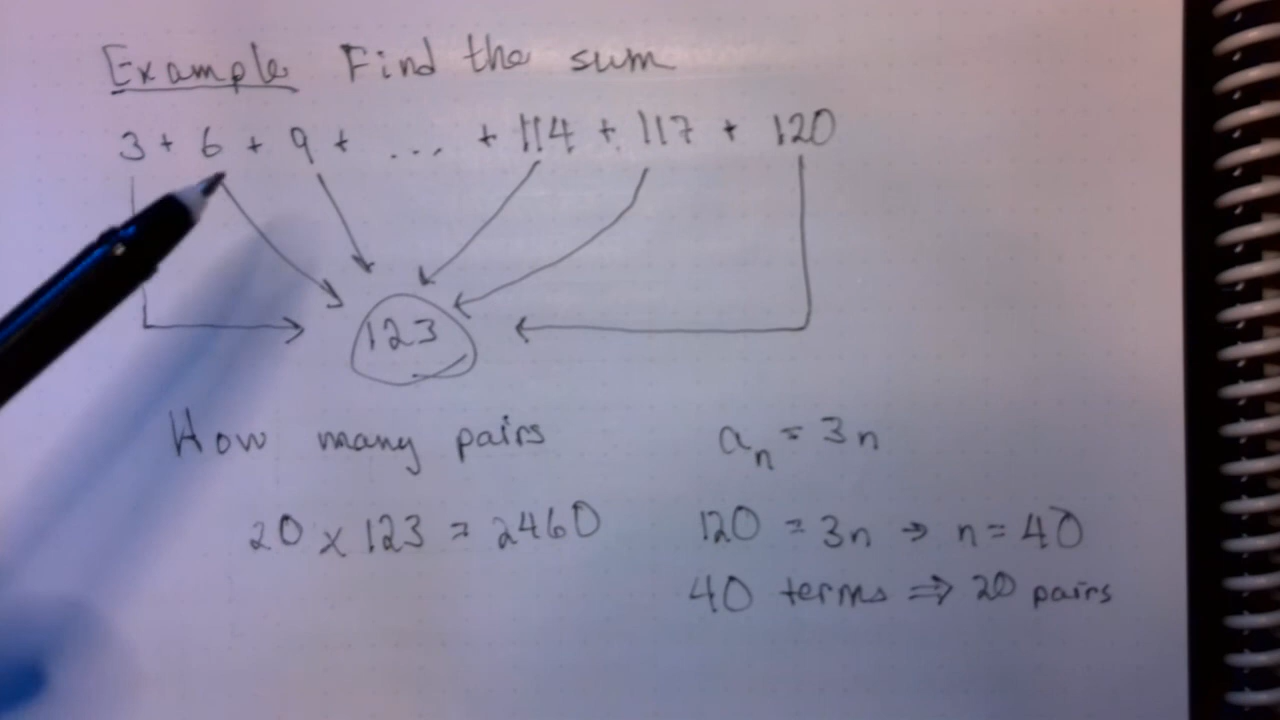 Example Find the sum
3 + 6 + 9 + ... + 114 + 117 + 120
123
How many pairs
20 x 123 = 2460
a_n = 3n
120 = 3n → n = 40
40 terms ⇒ 20 pairs